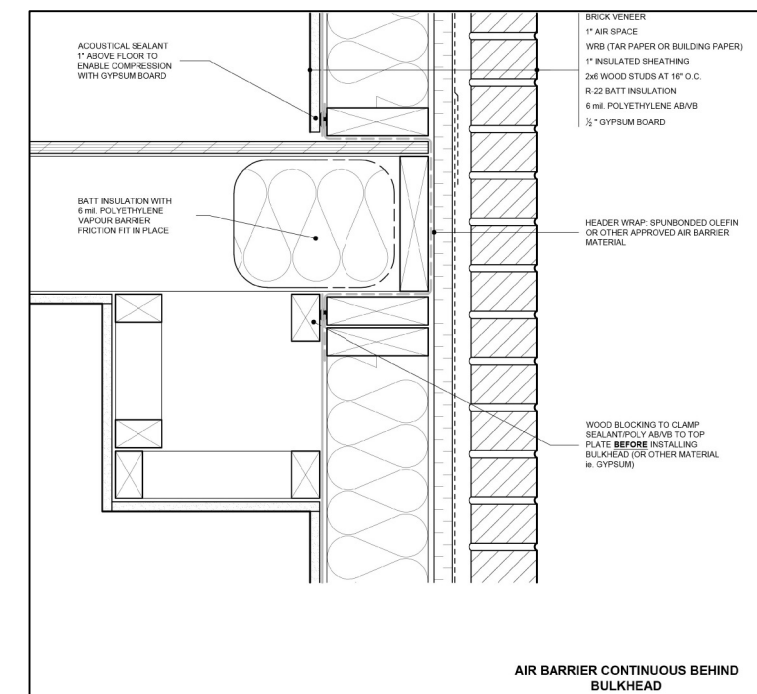 ACOUSTICAL SEALANT
1" ABOVE FLOOR TO
ENABLE COMPRESSION
WITH GYPSUM BOARD
BATT INSULATION WITH
6 mil. POLYETHYLENE
VAPOUR BARRIER
FRICTION FIT IN PLACE
BRICK VENEER
1" AIR SPACE
WRB (TAR PAPER OR BUILDING PAPER)
1" INSULATED SHEATHING
2x6 WOOD STUDS AT 16" O.C.
R-22 BATT INSULATION
6 mil. POLYETHYLENE AB/VB
½ " GYPSUM BOARD
HEADER WRAP: SPUNBONDED OLEFIN
OR OTHER APPROVED AIR BARRIER
MATERIAL
WOOD BLOCKING TO CLAMP
SEALANT/POLY AB/VB TO TOP
PLATE BEFORE INSTALLING
BULKHEAD (OR OTHER MATERIAL
ie. GYPSUM)
AIR BARRIER CONTINUOUS BEHIND
BULKHEAD